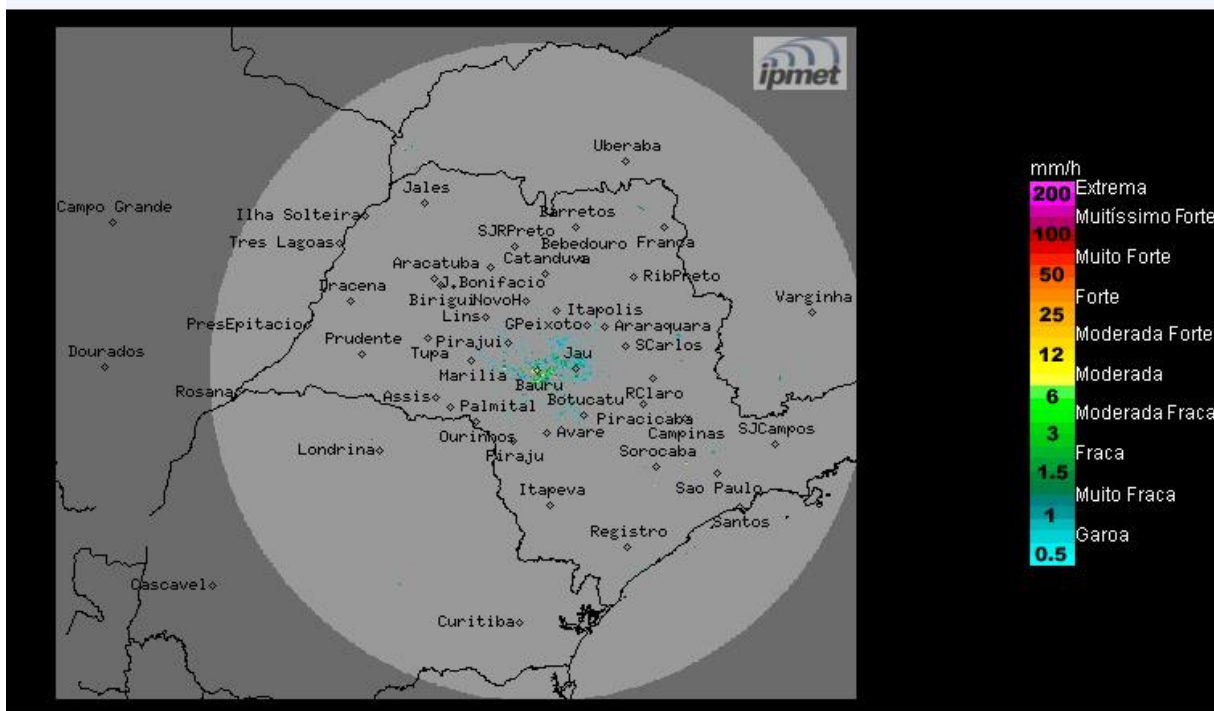 ipmet
Uberaba
Jales
Campo Grande
Ilha Solteira
Barretos
SJRPreto
Tres Lagoas
Bebedouro
Franca
Catanduva
Aracatuba
RibPreto
J.Bonifacio
Dracena
Birigui
NovoH
Varginha
Itapolis
Lins
GPeixoto
PresEpitacio
Araraquara
Prudente
Pirajui
SCarlos
Dourados
Tupa
Jau
Marilia
Bauru
Rosana
Assis
Botucatu
RClaro
Palmital
Piracicaba
Ourinhos
Avare
Campinas
SJCampos
Londrina
Piraju
Sorocaba
Itapeva
Sao Paulo
Santos
Registro
Cascavel
Curitiba
mm/h
200 Extrema
Muitíssimo Forte
100
Muito Forte
50
Forte
25
Moderada Forte
12
Moderada
6
Moderada Fraca
3
Fraca
1.5
Muito Fraca
1
Garoa
0.5